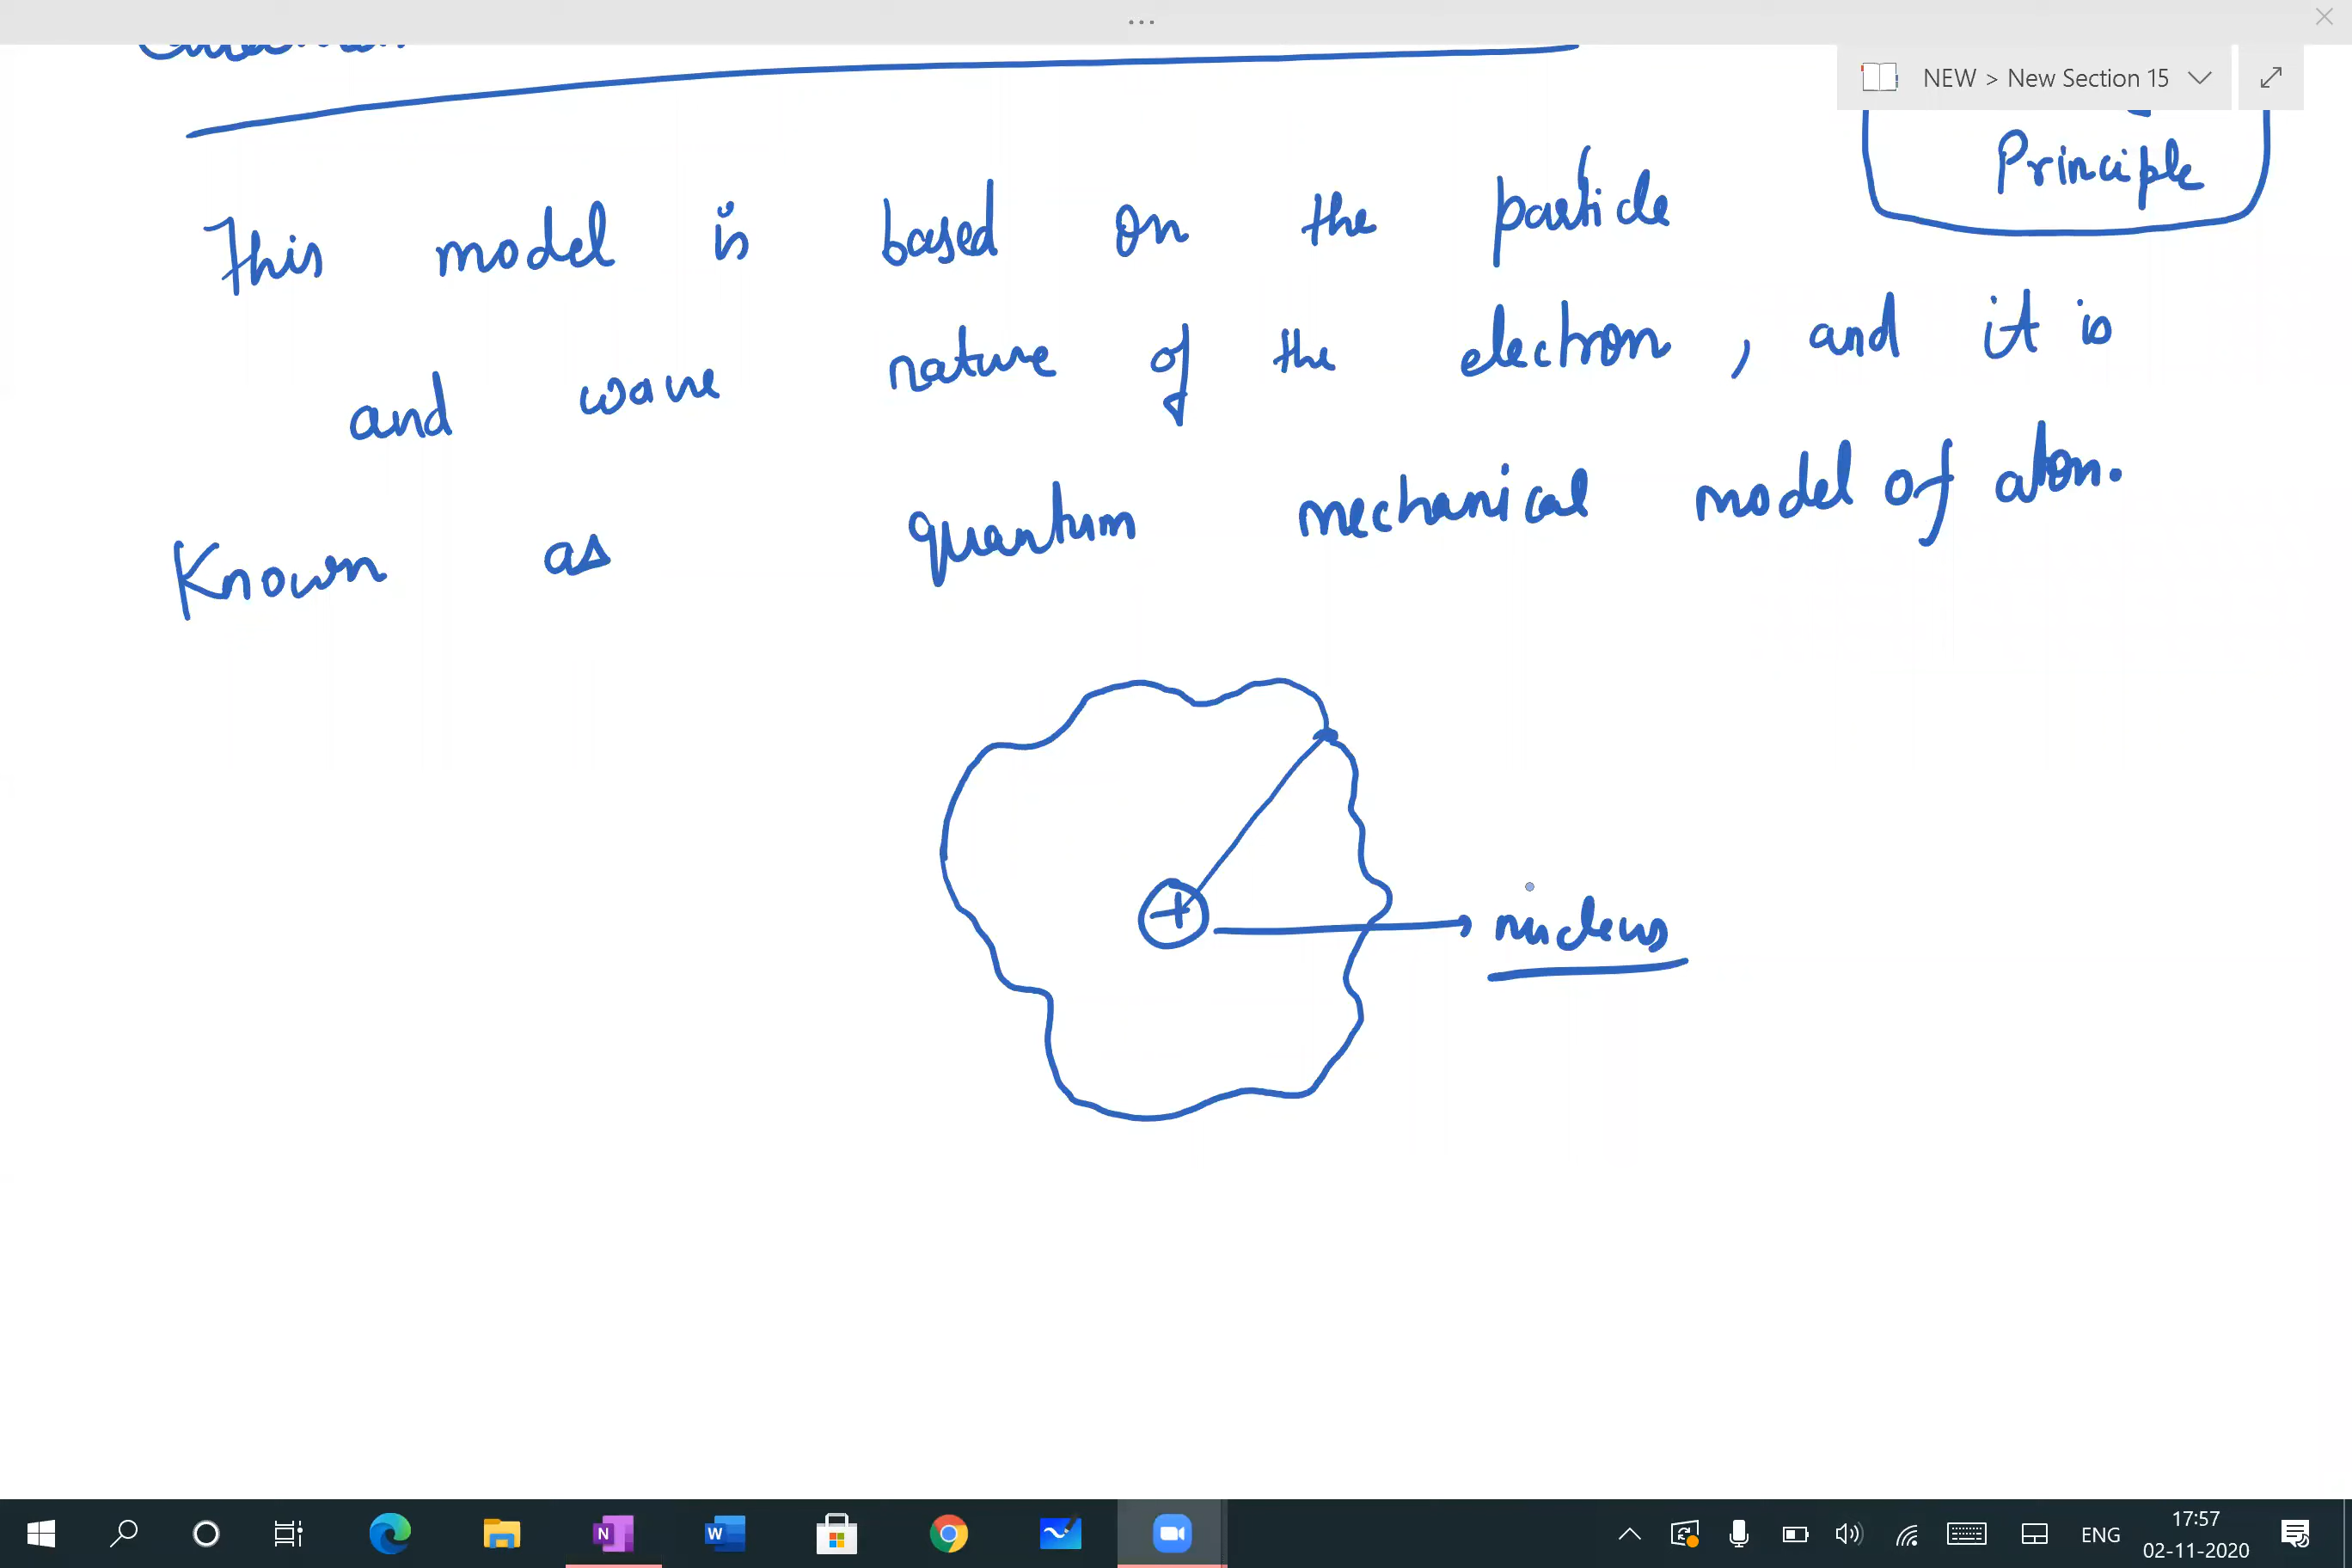 ...
NEW > New Section 15
Principle
This model is based on the particle
and wave nature of the electron, and it is
Known as quantum mechanical model of atom.
+
nucleus
N
W
ENG
17:57
02-11-2020